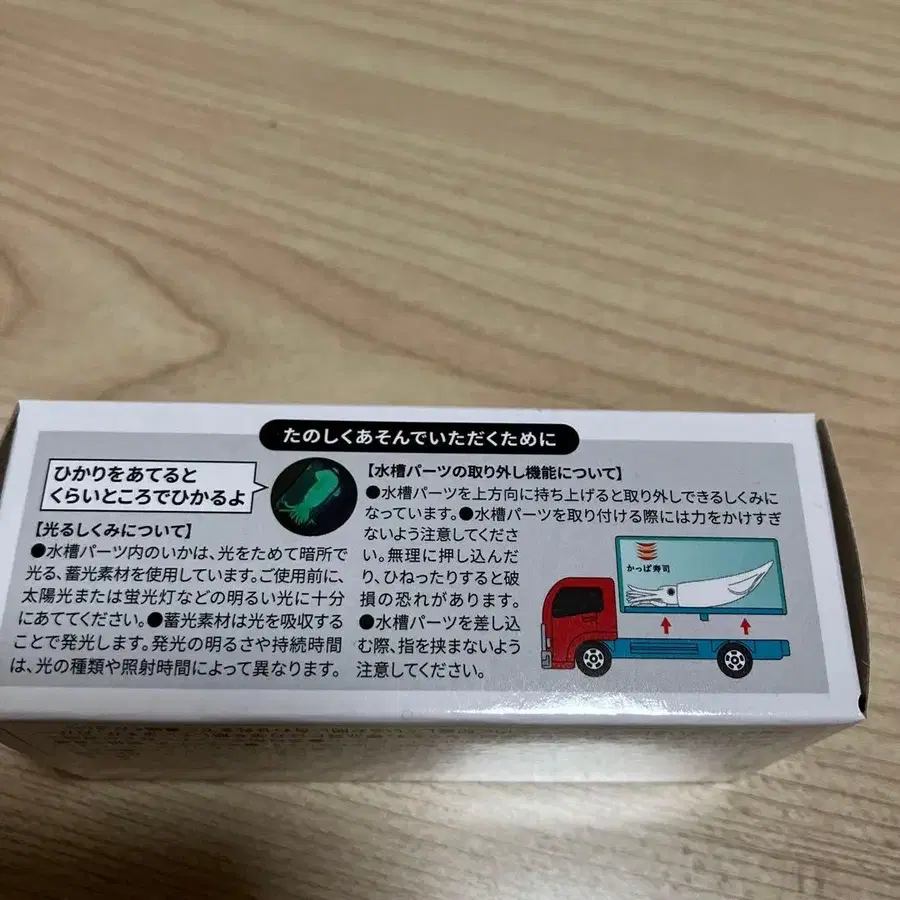 たのしくあそんでいただくために
ひかりをあてると
くらいところでひかるよ
【光るしくみについて】
●水槽パーツ内のいかは、光をためて暗所で
光る、蓄光素材を使用しています。ご使用前に、
太陽光または蛍光灯などの明るい光に十分
にあててください。●蓄光素材は光を吸収する
ことで発光します。発光の明るさや持続時間
は、光の種類や照射時間によって異なります。
【水槽パーツの取り外し機能について】
●水槽パーツを上方向に持ち上げると取り外しできるしくみに
なっています。●水槽パーツを取り付ける際には力をかけすぎ
ないよう注意してくださ
い。無理に押し込んだ
り、ひねったりすると破
損の恐れがあります。
●水槽パーツを差し込
む際、指を挟まないよう
注意してください。
かっぱ寿司